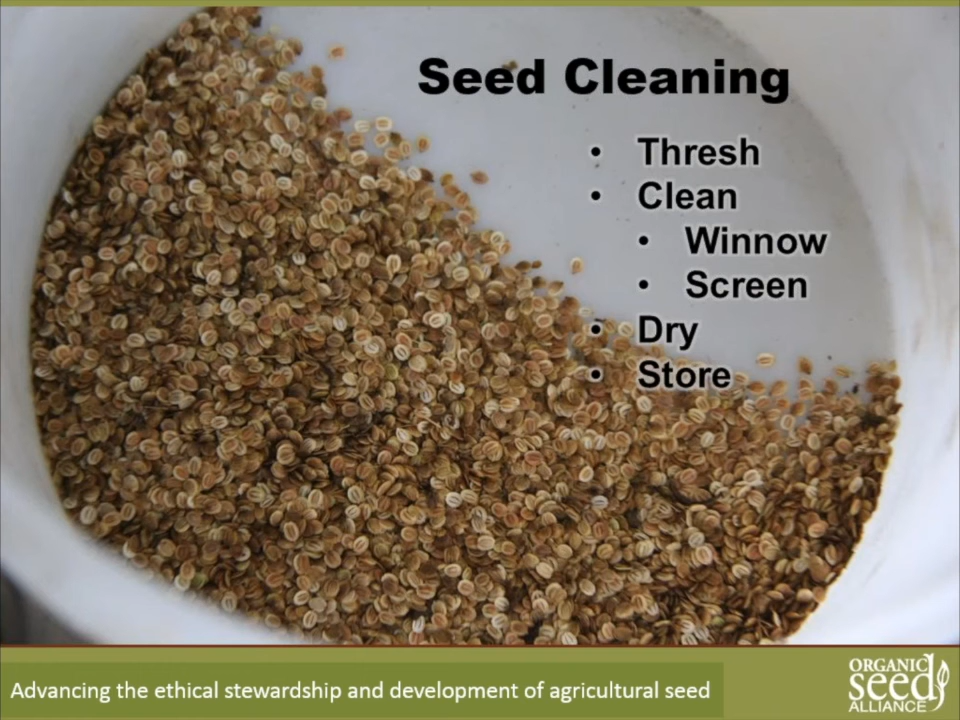 Seed Cleaning
• Thresh
• Clean
• Winnow
• Screen
• Dry
• Store
Advancing the ethical stewardship and development of agricultural seed
ORGANIC
seed
ALLIANCE